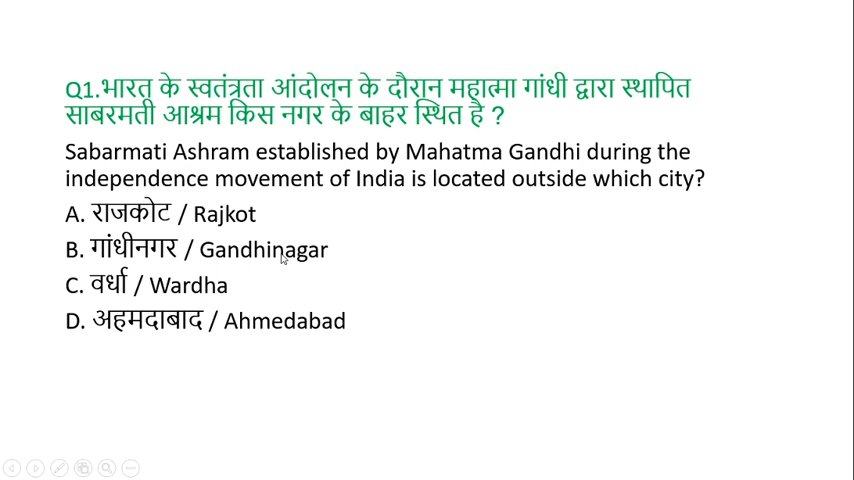 Q1.भारत के स्वतंत्रता आंदोलन के दौरान महात्मा गांधी द्वारा स्थापित
साबरमती आश्रम किस नगर के बाहर स्थित है ?
Sabarmati Ashram established by Mahatma Gandhi during the
independence movement of India is located outside which city?
A. राजकोट / Rajkot
B. गांधीनगर / Gandhinagar
C. वर्धा / Wardha
D. अहमदाबाद / Ahmedabad